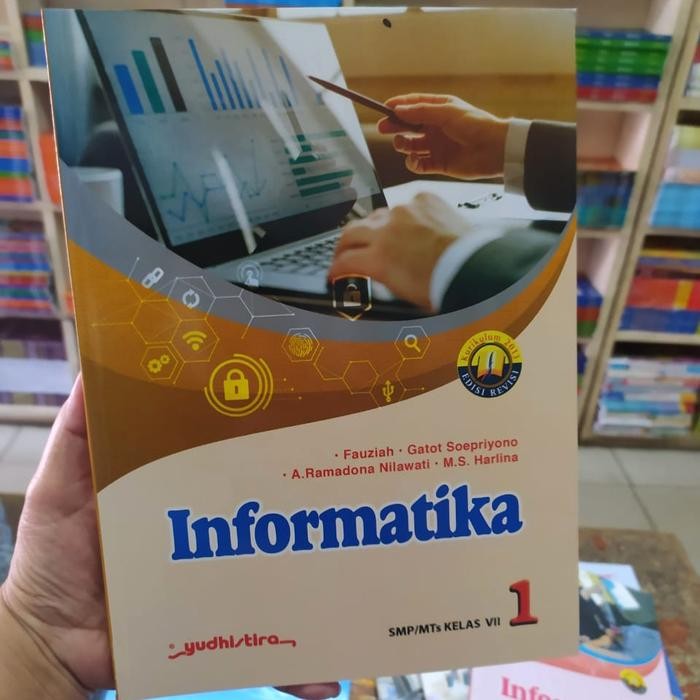 Kurikulum 2013
EDISI REVISI
• Fauziah • Gatot Soepriyono
• A.Ramadona Nilawati • M.S. Harlina
Informatika
SMP/MTs KELAS VII 1
yudhistira